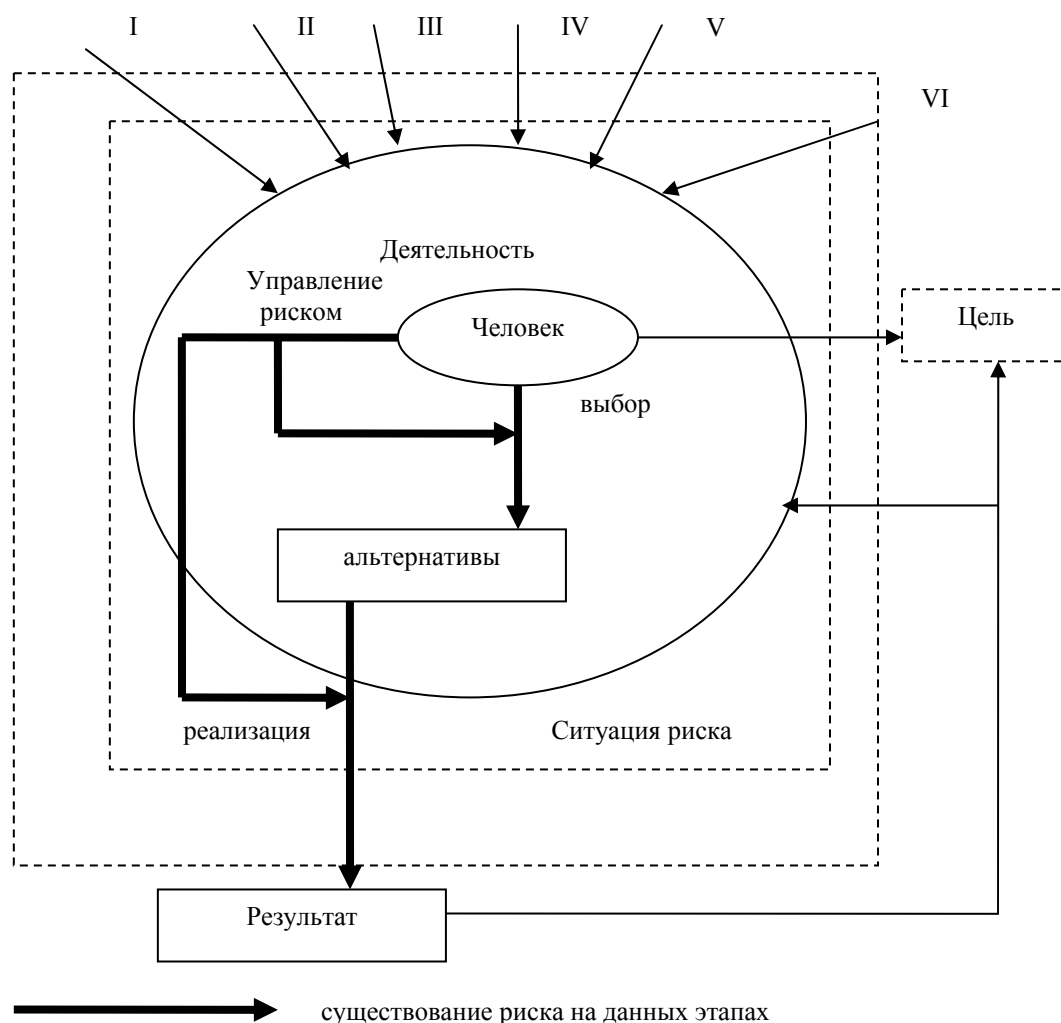 I
II
III
IV
V
VI
Деятельность
Управление
риском
Человек
Цель
выбор
альтернативы
реализация
Ситуация риска
Результат
существование риска на данных этапах